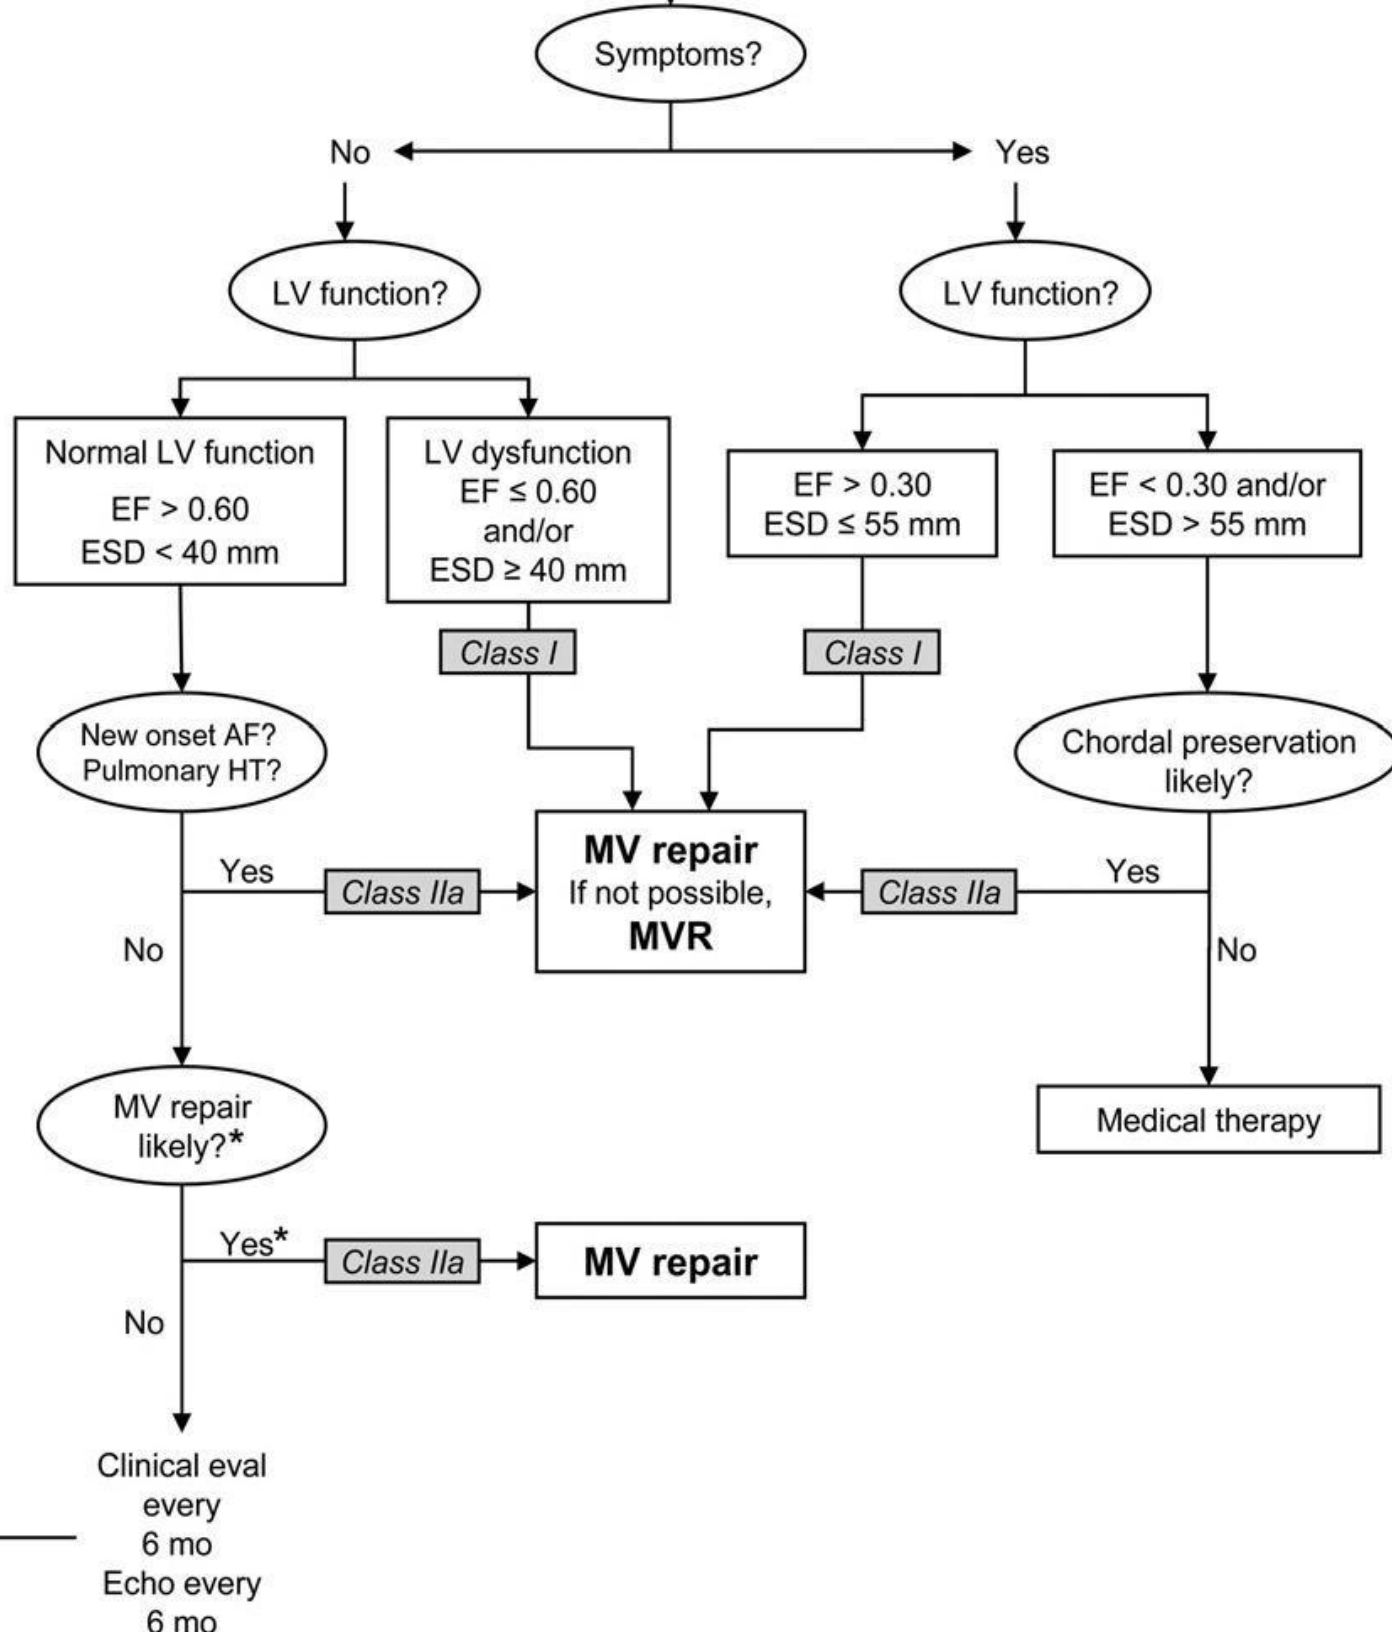 Symptoms?
No
Yes
LV function?
LV function?
Normal LV function
EF > 0.60
ESD < 40 mm
LV dysfunction
EF ≤ 0.60
and/or
ESD ≥ 40 mm
EF > 0.30
ESD ≤ 55 mm
EF < 0.30 and/or
ESD > 55 mm
Class I
Class I
New onset AF?
Pulmonary HT?
Chordal preservation
likely?
MV repair
If not possible,
MVR
Yes
Class IIa
Class IIa
Yes
No
No
MV repair
likely?*
Medical therapy
Yes*
Class IIa
MV repair
No
Clinical eval
every
6 mo
Echo every
6 mo